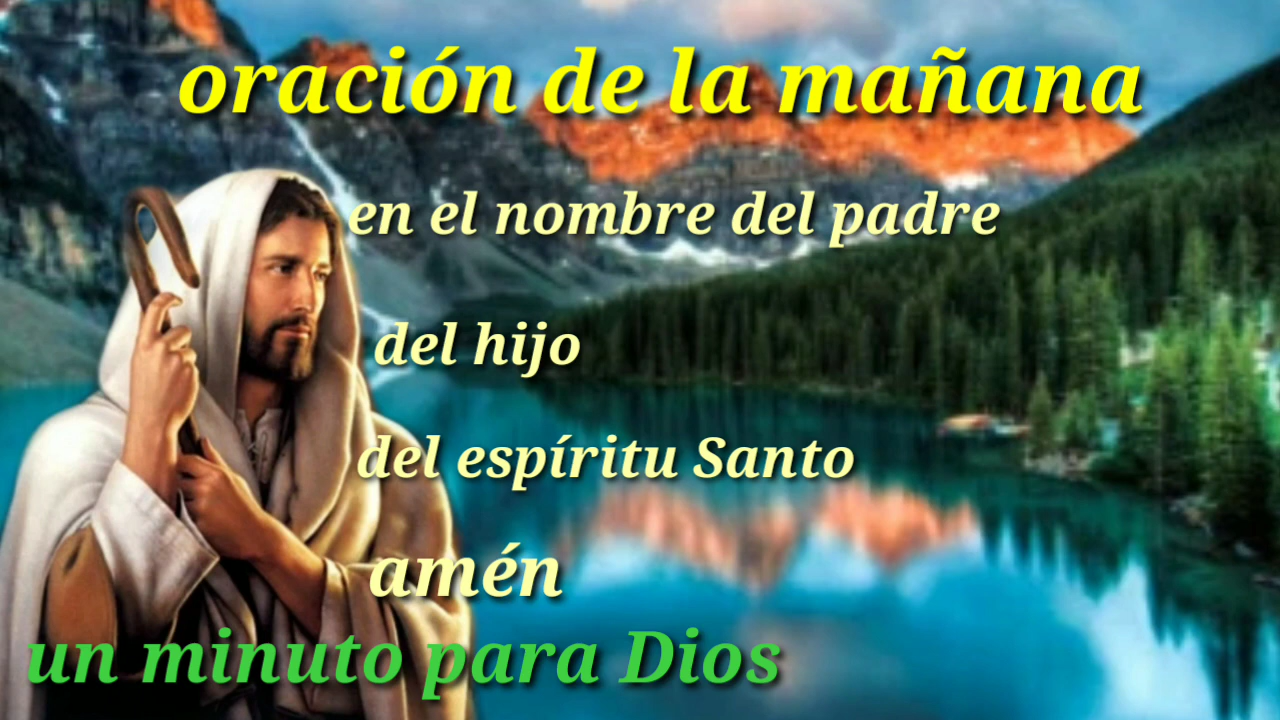 oración de la mañana
en el nombre del padre
del hijo
del espíritu Santo
amén
un minuto para Dios